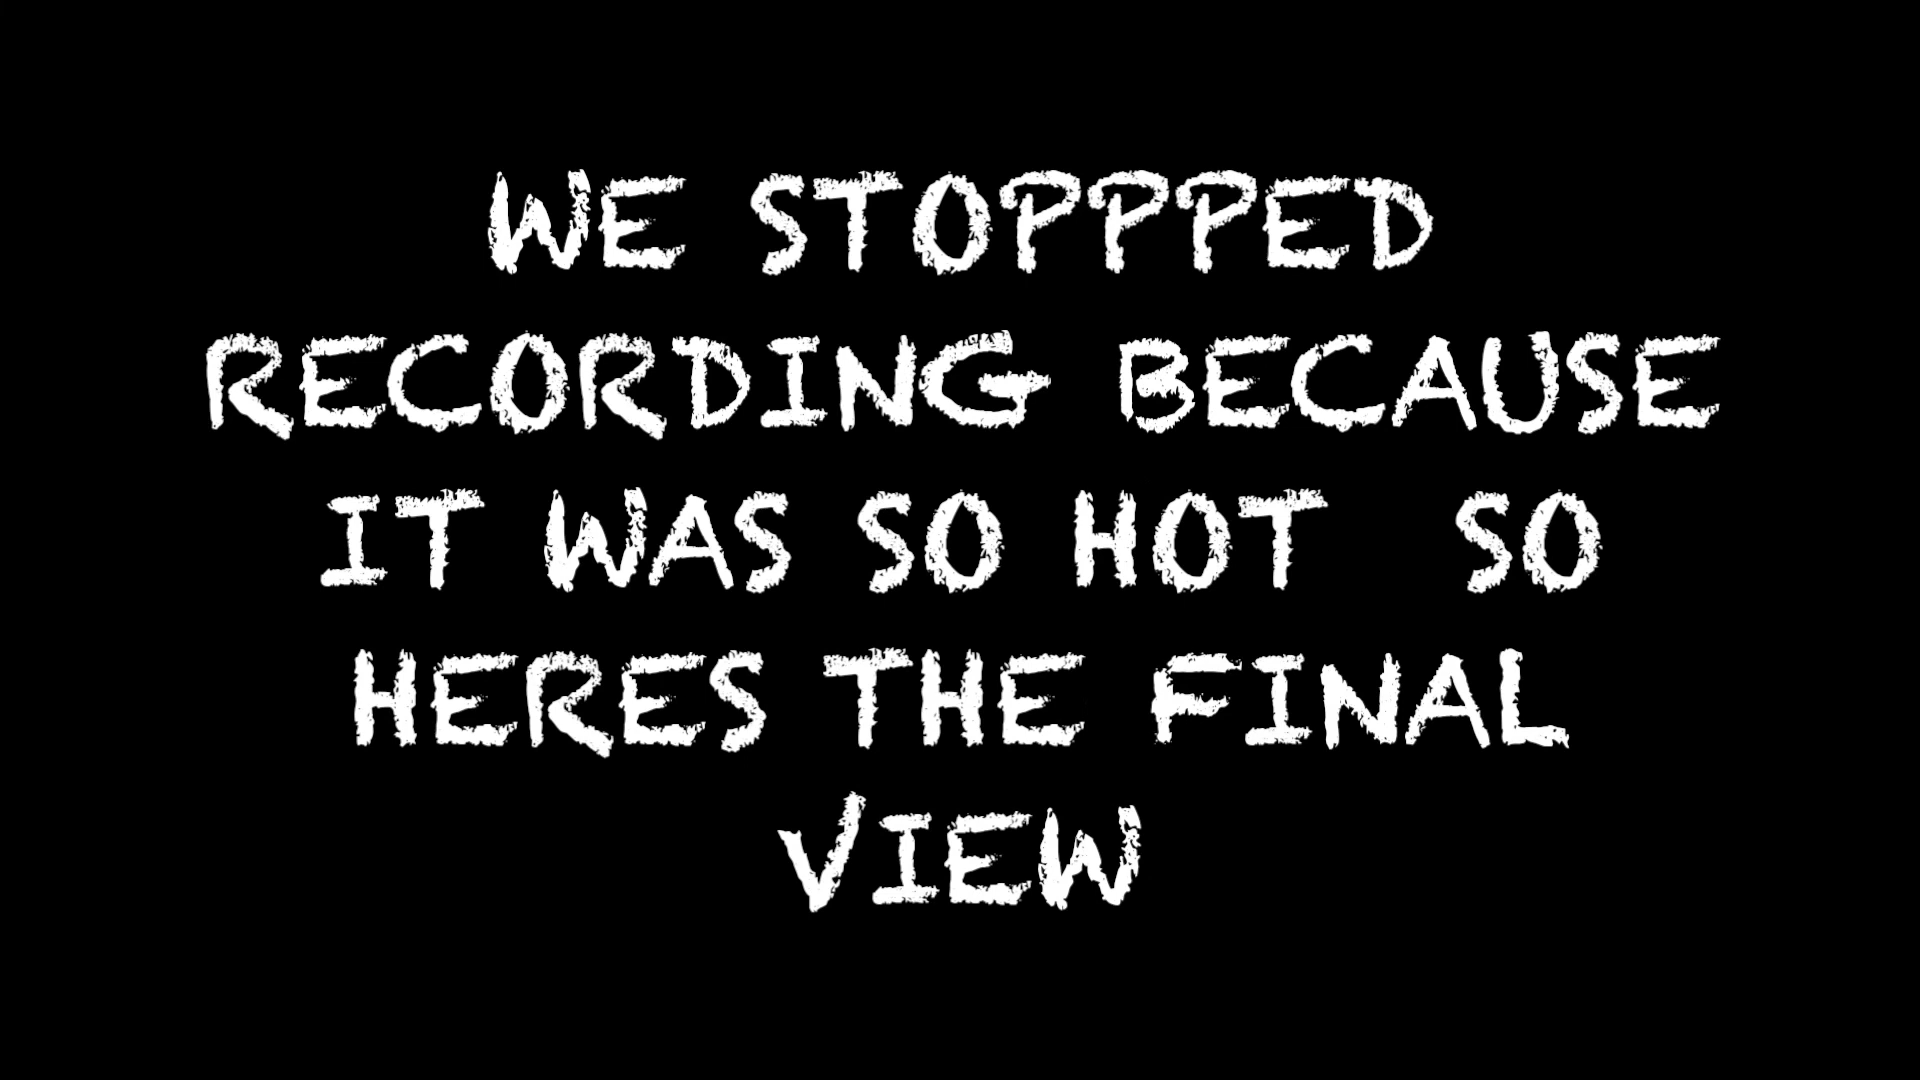 WE STOPPPED
RECORDING BECAUSE
IT WAS SO HOT  SO
HERES THE FINAL
VIEW